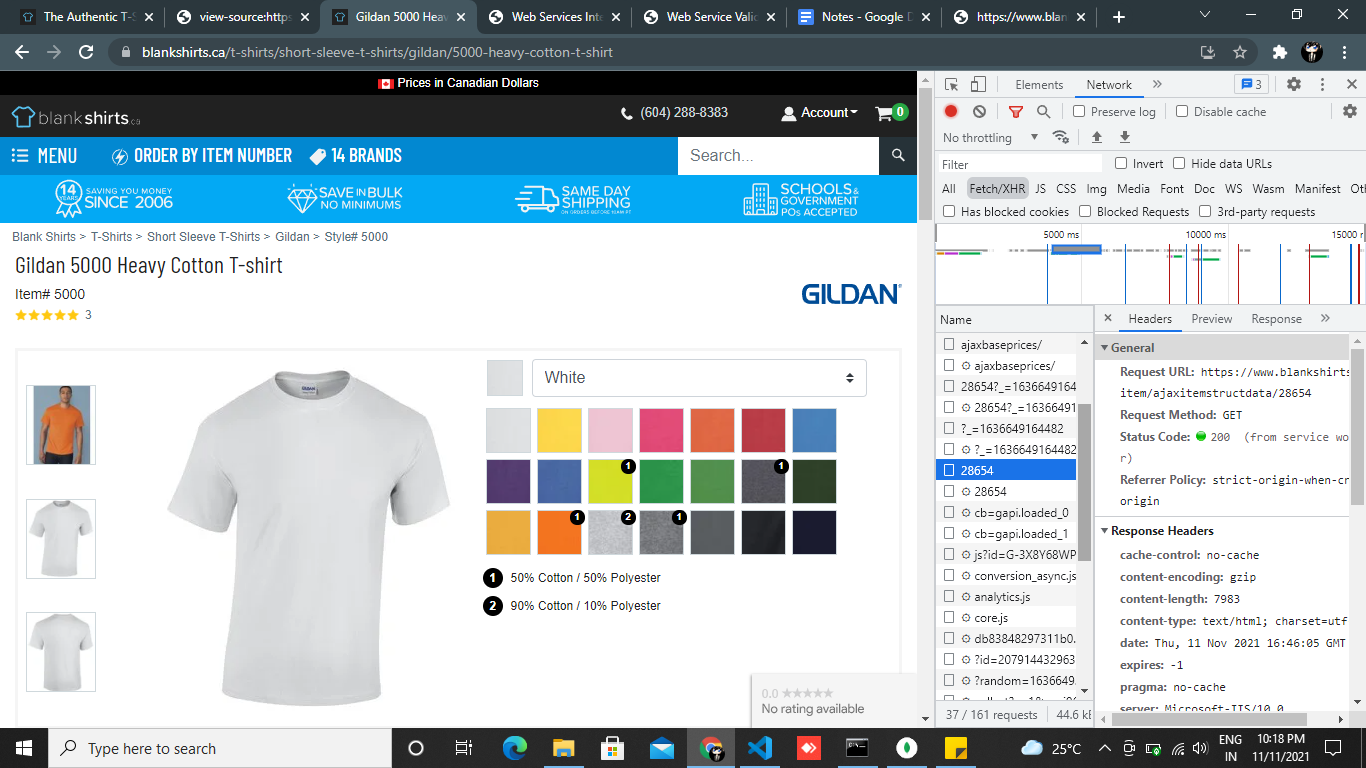 The Authentic T-S
view-source:https
Gildan 5000 Heav
Web Services Inte
Web Service Valid
Notes - Google D
https://www.blan
blankshirts.ca/t-shirts/short-sleeve-t-shirts/gildan/5000-heavy-cotton-t-shirt
Prices in Canadian Dollars
blankshirts.ca
(604) 288-8383
Account
0
MENU
ORDER BY ITEM NUMBER
14 BRANDS
Search...
14 YEARS
SAVING YOU MONEY
SINCE 2006
SAVE IN BULK
NO MINIMUMS
SAME DAY
SHIPPING
ON ORDERS BEFORE 10AM PT
SCHOOLS &
GOVERNMENT
POs ACCEPTED
Blank Shirts > T-Shirts > Short Sleeve T-Shirts > Gildan > Style# 5000
Gildan 5000 Heavy Cotton T-shirt
Item# 5000
3
GILDAN
White
1
1
1
2
1
1 50% Cotton / 50% Polyester
2 90% Cotton / 10% Polyester
0.0
No rating available
Elements
Network
3
Preserve log
Disable cache
No throttling
Filter
Invert
Hide data URLs
All
Fetch/XHR
JS
CSS
Img
Media
Font
Doc
WS
Wasm
Manifest
Ot
Has blocked cookies
Blocked Requests
3rd-party requests
5000 ms
10000 ms
15000 r
Name
ajaxbaseprices/
ajaxbaseprices/
28654?_=1636649164
28654?_=16366491
?_=1636649164482
?_=1636649164482
28654
28654
cb=gapi.loaded_0
cb=gapi.loaded_1
js?id=G-3X8Y68WP
conversion_async.js
analytics.js
core.js
db83848297311b0.
?id=207914432963
?random=1636649.
37 / 161 requests
44.6 kB
Headers
Preview
Response
General
Request URL: https://www.blankshirts
item/ajaxitemstructdata/28654
Request Method: GET
Status Code: 200 (from service wo
r)
Referrer Policy: strict-origin-when-cr
origin
Response Headers
cache-control: no-cache
content-encoding: gzip
content-length: 7983
content-type: text/html; charset=utf
date: Thu, 11 Nov 2021 16:46:05 GMT
expires: -1
pragma: no-cache
server: Microsoft-IIS/10.0
Type here to search
25°C
ENG
IN
10:18 PM
11/11/2021